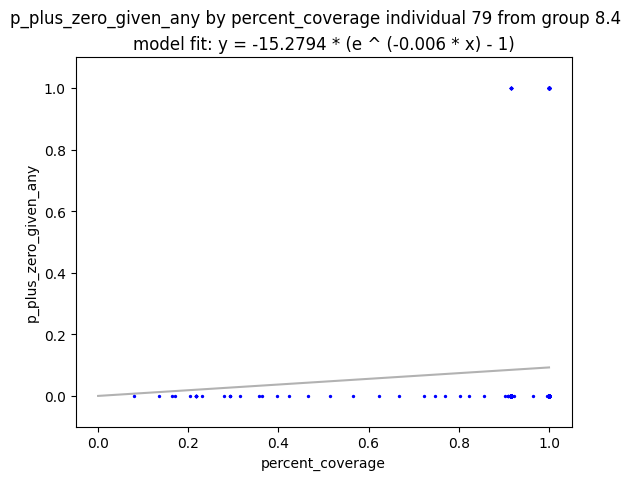 p_plus_zero_given_any by percent_coverage individual 79 from group 8.4
model fit: y = -15.2794 * (e ^ (-0.006 * x) - 1)
1.0
0.8
0.6
0.4
0.2
0.0
p_plus_zero_given_any
0.0 0.2 0.4 0.6 0.8 1.0
percent_coverage